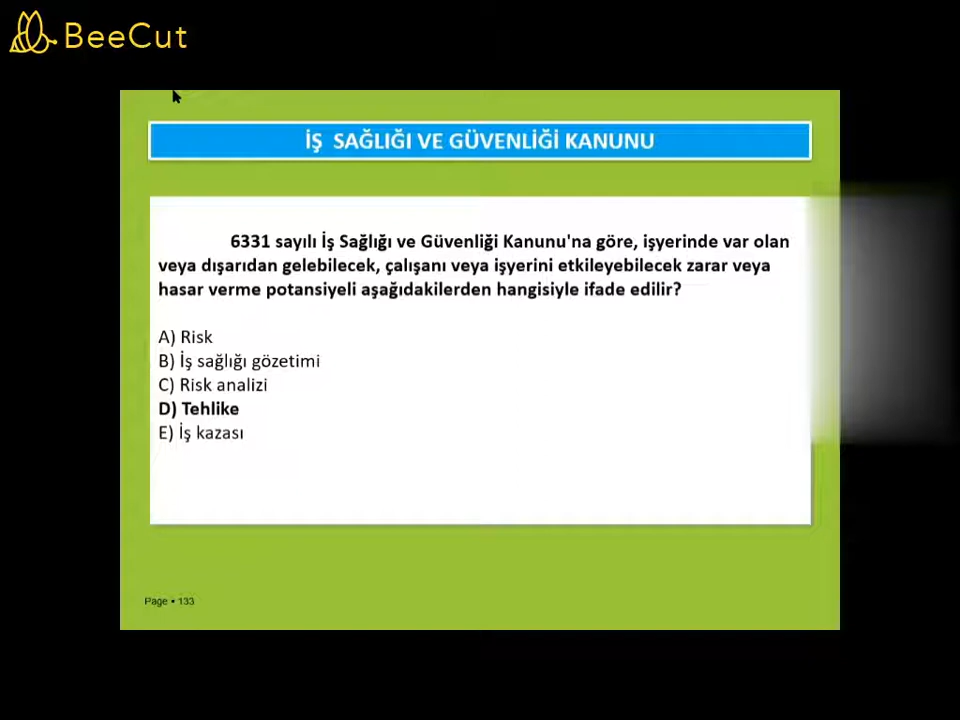 BeeCut
İŞ SAĞLIĞI VE GÜVENLİĞİ KANUNU
6331 sayılı İş Sağlığı ve Güvenliği Kanunu'na göre, işyerinde var olan
veya dışarıdan gelebilecek, çalışanı veya işyerini etkileyebilecek zarar veya
hasar verme potansiyeli aşağıdakilerden hangisiyle ifade edilir?
A) Risk
B) İş sağlığı gözetimi
C) Risk analizi
D) Tehlike
E) İş kazası
Page ▪ 133